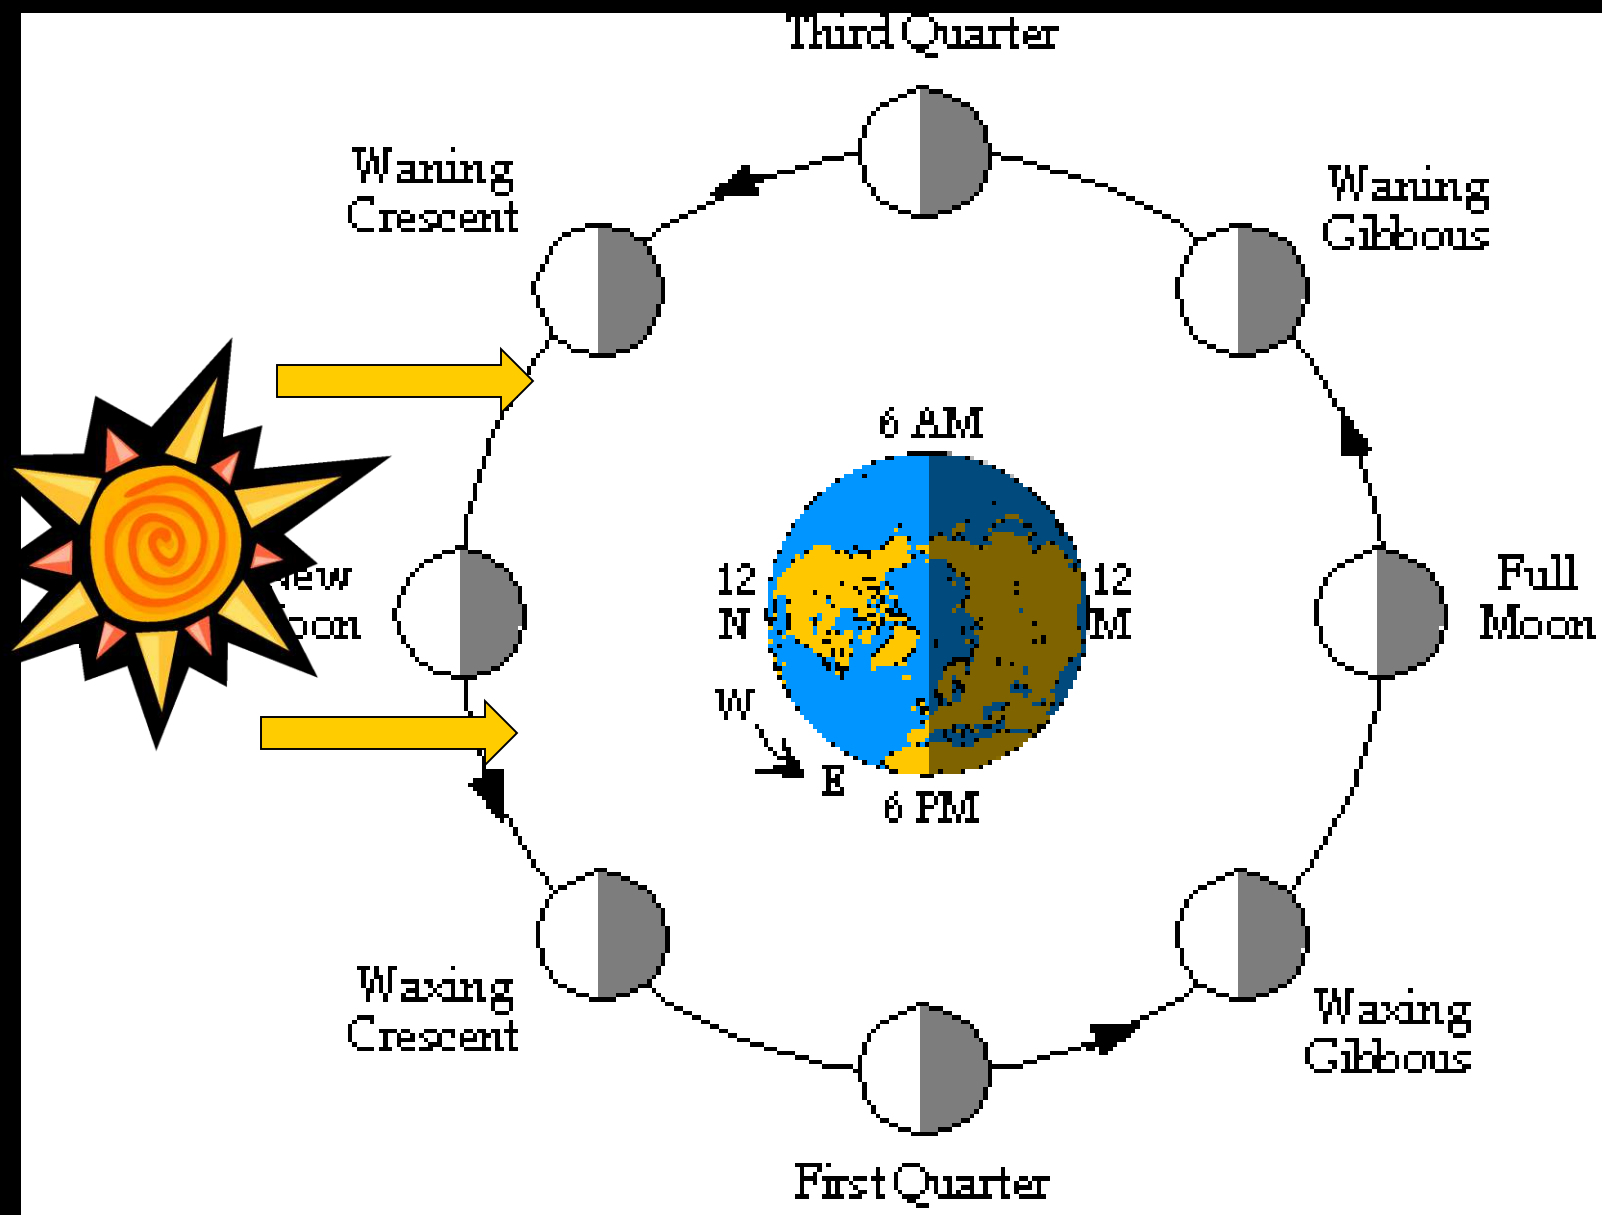 Third Quarter
Waning
Crescent
Waning
Gibbous
6 AM
12
N
12
M
Full
Moon
W
E
6 PM
Waxing
Crescent
Waxing
Gibbous
First Quarter